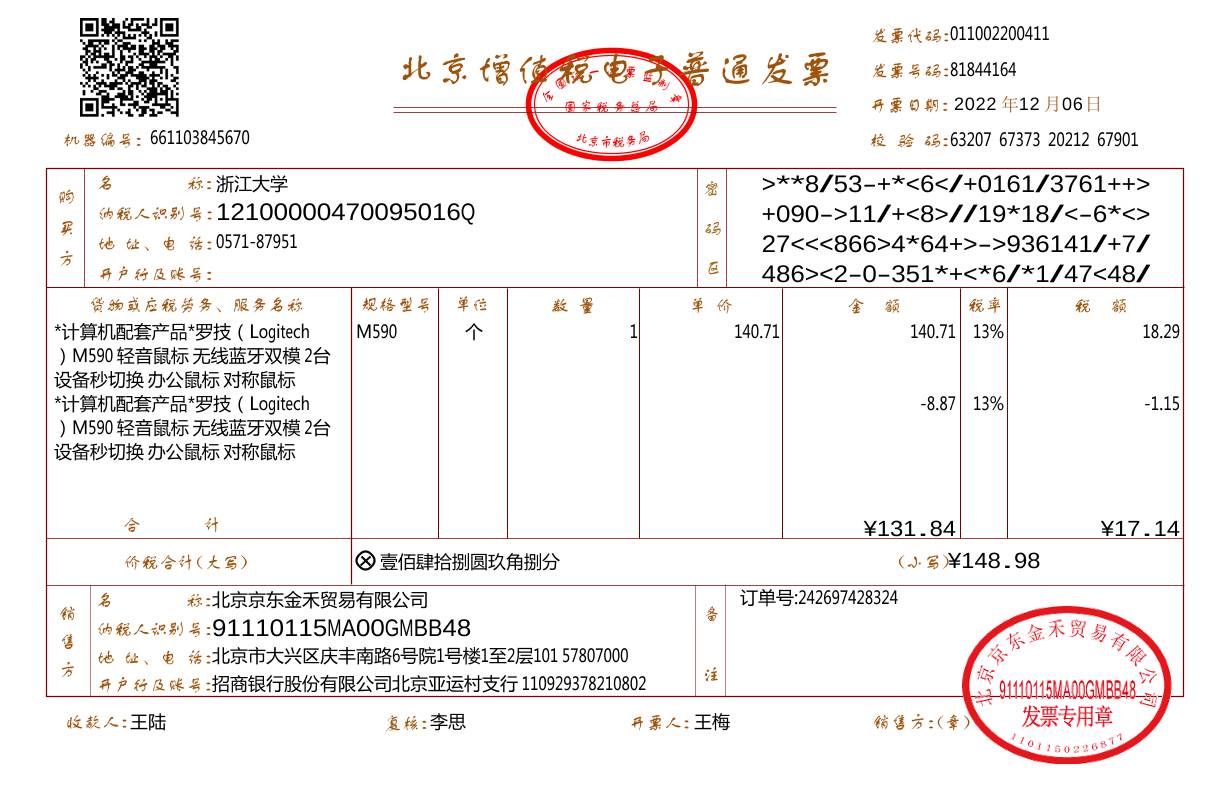 北京增值税电子普通发票
全国统一发票监制章
国家税务总局
北京市税务局
发票代码:011002200411
发票号码:81844164
开票日期: 2022 年12 月06日
校 验 码:63207 67373 20212 67901
机器编号: 661103845670
购买方
名 称:浙江大学
纳税人识别号:12100000470095016Q
地 址、电 话:0571-87951
开户行及账号:
密码区
>**8/53-+*<6</+0161/3761++>
+090->11/+<8>//19*18/<-6*<>
27<<<866>4*64+>->936141/+7/
486><2-0-351*+<*6/*1/47<48/
货物或应税劳务、服务名称 规格型号 单位 数 量 单 价 金 额 税率 税 额
*计算机配套产品*罗技（Logitech M590 个 1 140.71 140.71 13% 18.29
）M590 轻音鼠标 无线蓝牙双模 2台
设备秒切换 办公鼠标 对称鼠标
*计算机配套产品*罗技（Logitech -8.87 13% -1.15
）M590 轻音鼠标 无线蓝牙双模 2台
设备秒切换 办公鼠标 对称鼠标
合 计 ¥131.84 ¥17.14
价税合计(大写) ⊗ 壹佰肆拾捌圆玖角捌分 (小写)¥148.98
销售方
名 称:北京京东金禾贸易有限公司
纳税人识别号:91110115MA00GMBB48
地 址、电 话:北京市大兴区庆丰南路6号院1号楼1至2层101 57807000
开户行及账号:招商银行股份有限公司北京亚运村支行 110929378210802
备注
订单号:242697428324
收款人:王陆 复核:李思 开票人:王梅 销售方:(章)
北京京东金禾贸易有限公司
91110115MA00GMBB48
发票专用章
1101150226877